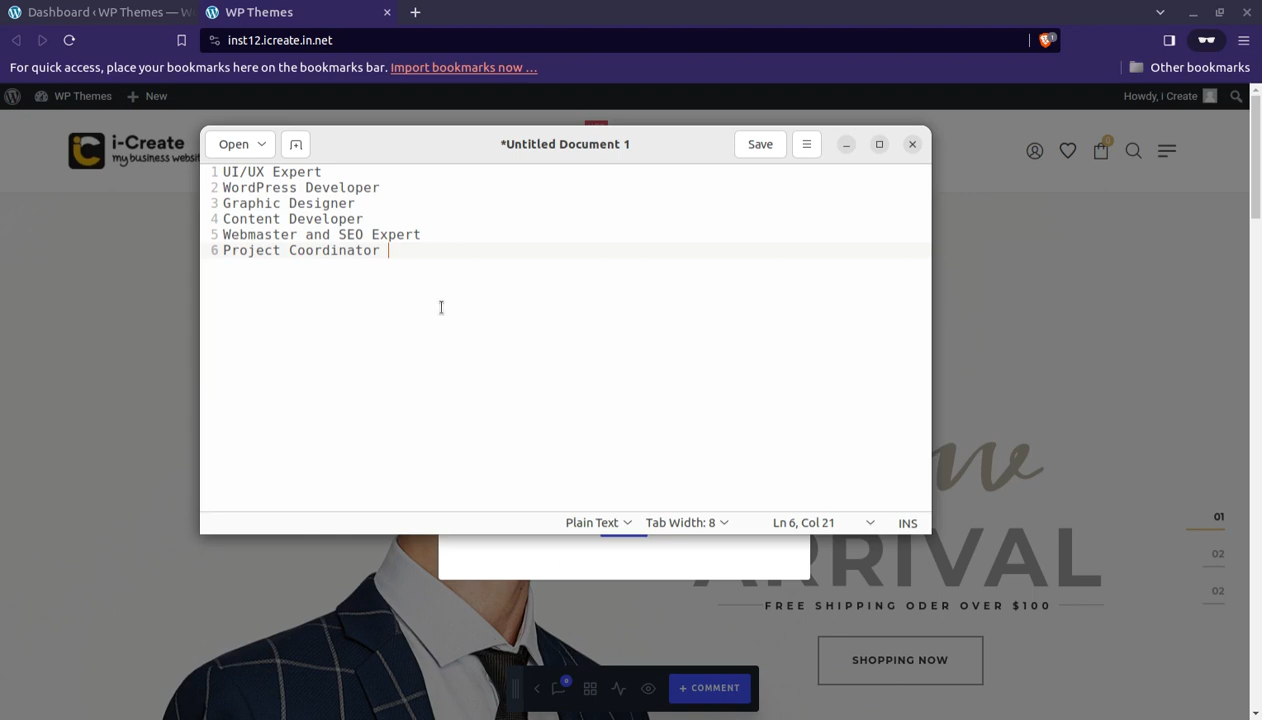 Dashboard ‹ WP Themes — W
WP Themes
inst12.icreate.in.net
1
For quick access, place your bookmarks here on the bookmarks bar. Import bookmarks now …
Other bookmarks
WP Themes
New
Howdy, i Create
i-Create
my business websit
0
Open
*Untitled Document 1
Save
1 UI/UX Expert
2 WordPress Developer
3 Graphic Designer
4 Content Developer
5 Webmaster and SEO Expert
6 Project Coordinator
Plain Text
Tab Width: 8
Ln 6, Col 21
INS
ARRIVAL
FREE SHIPPING ODER OVER $100
SHOPPING NOW
01
02
02
0
+ COMMENT